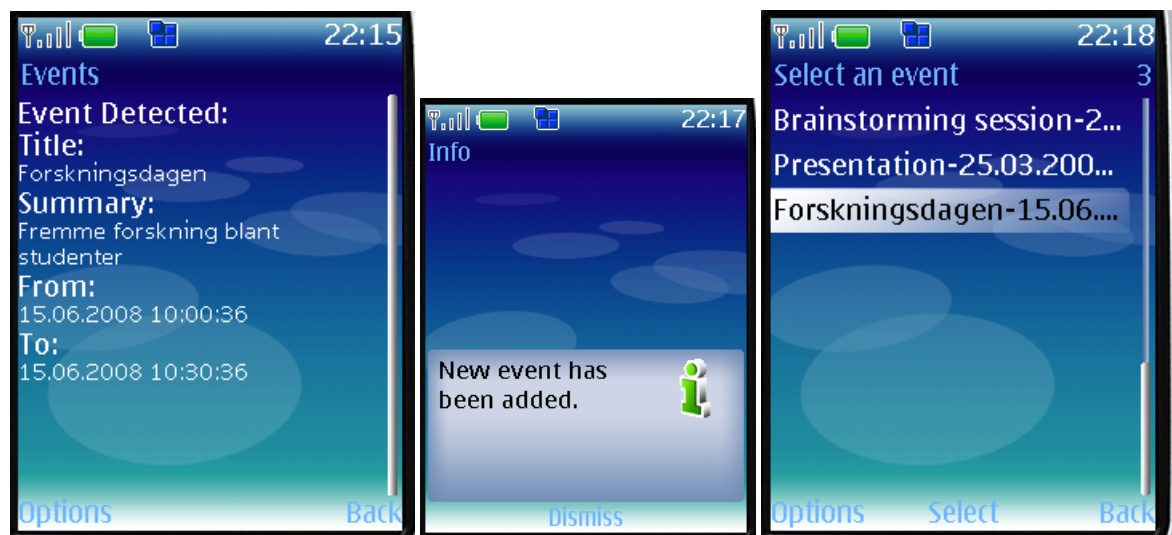 22:15
Events
Event Detected:
Title:
Forskningsdagen
Summary:
Fremme forskning blant
studenter
From:
15.06.2008 10:00:36
To:
15.06.2008 10:30:36
Options Back
22:17
Info
New event has
been added.
Dismiss
22:18
Select an event 3
Brainstorming session-2...
Presentation-25.03.200...
Forskningsdagen-15.06....
Options Select Back